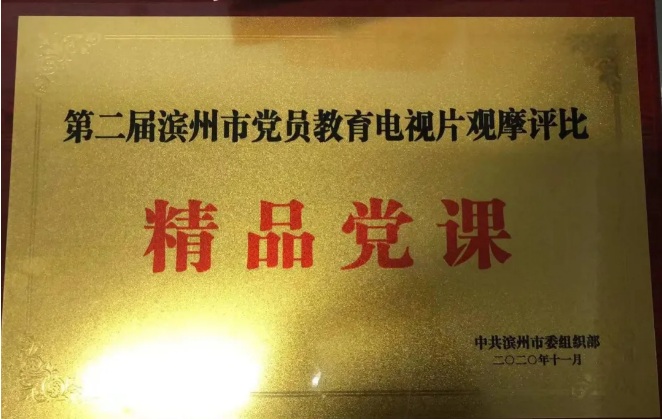 第二届滨州市党员教育电视片观摩评比
精品党课
中共滨州市委组织部
二〇二〇年十一月